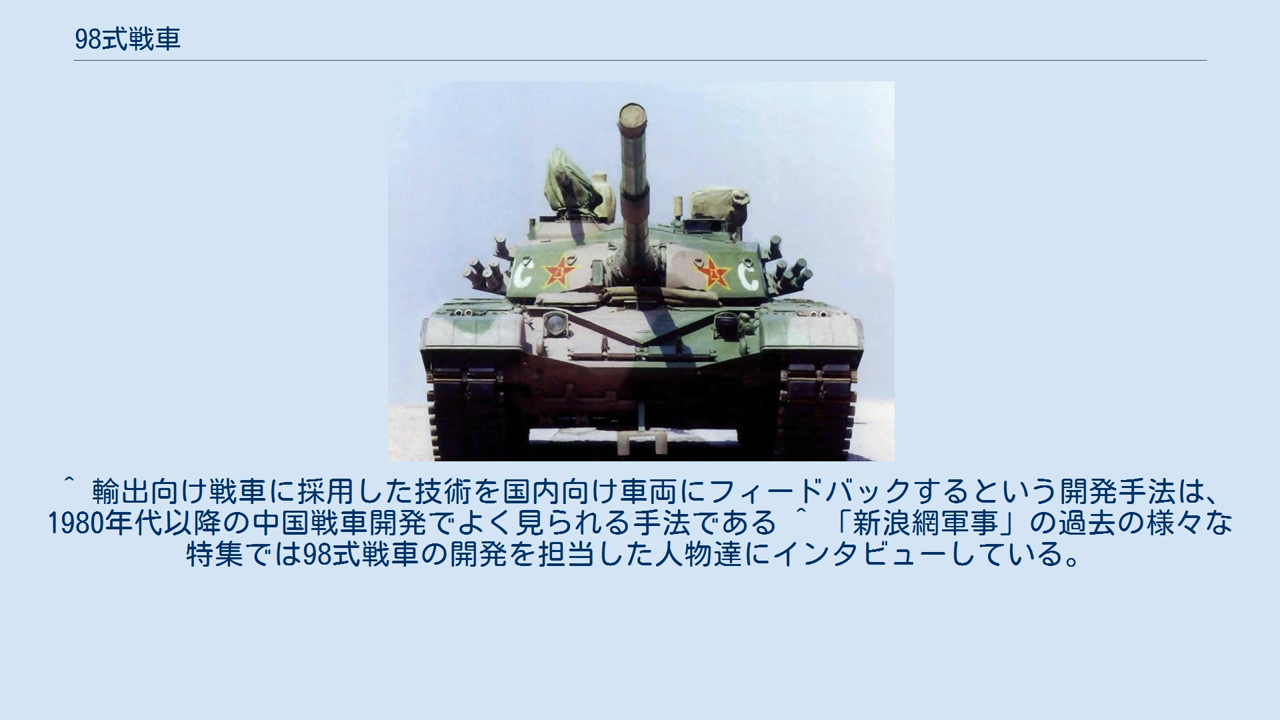 98式戦車
^ 輸出向け戦車に採用した技術を国内向け車両にフィードバックするという開発手法は、
1980年代以降の中国戦車開発でよく見られる手法である ^ 「新浪網軍事」の過去の様々な
特集では98式戦車の開発を担当した人物達にインタビューしている。